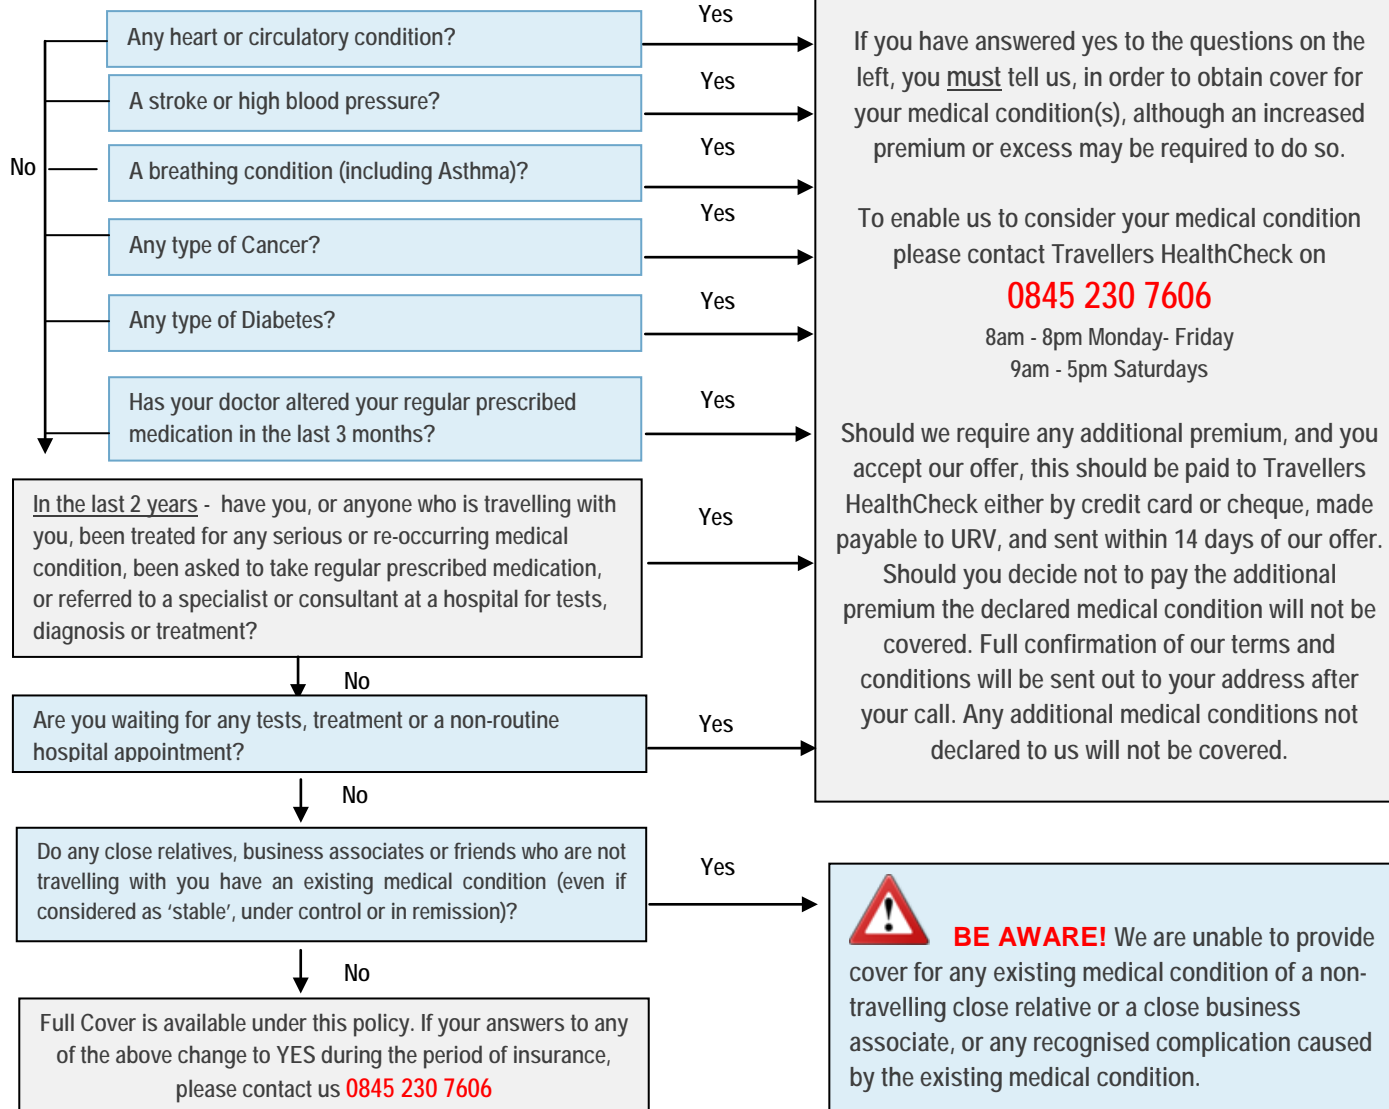 Yes
Any heart or circulatory condition?
Yes
A stroke or high blood pressure?
Yes
No
A breathing condition (including Asthma)?
Yes
Any type of Cancer?
Yes
Any type of Diabetes?
Yes
Has your doctor altered your regular prescribed
medication in the last 3 months?
In the last 2 years - have you, or anyone who is travelling with
you, been treated for any serious or re-occurring medical
condition, been asked to take regular prescribed medication,
or referred to a specialist or consultant at a hospital for tests,
diagnosis or treatment?
Yes
No
Are you waiting for any tests, treatment or a non-routine
hospital appointment?
Yes
No
Do any close relatives, business associates or friends who are not
travelling with you have an existing medical condition (even if
considered as ‘stable’, under control or in remission)?
Yes
No
Full Cover is available under this policy. If your answers to any
of the above change to YES during the period of insurance,
please contact us 0845 230 7606
If you have answered yes to the questions on the
left, you must tell us, in order to obtain cover for
your medical condition(s), although an increased
premium or excess may be required to do so.
To enable us to consider your medical condition
please contact Travellers HealthCheck on
0845 230 7606
8am - 8pm Monday- Friday
9am - 5pm Saturdays
Should we require any additional premium, and you
accept our offer, this should be paid to Travellers
HealthCheck either by credit card or cheque, made
payable to URV, and sent within 14 days of our offer.
Should you decide not to pay the additional
premium the declared medical condition will not be
covered. Full confirmation of our terms and
conditions will be sent out to your address after
your call. Any additional medical conditions not
declared to us will not be covered.
BE AWARE! We are unable to provide
cover for any existing medical condition of a non-
travelling close relative or a close business
associate, or any recognised complication caused
by the existing medical condition.